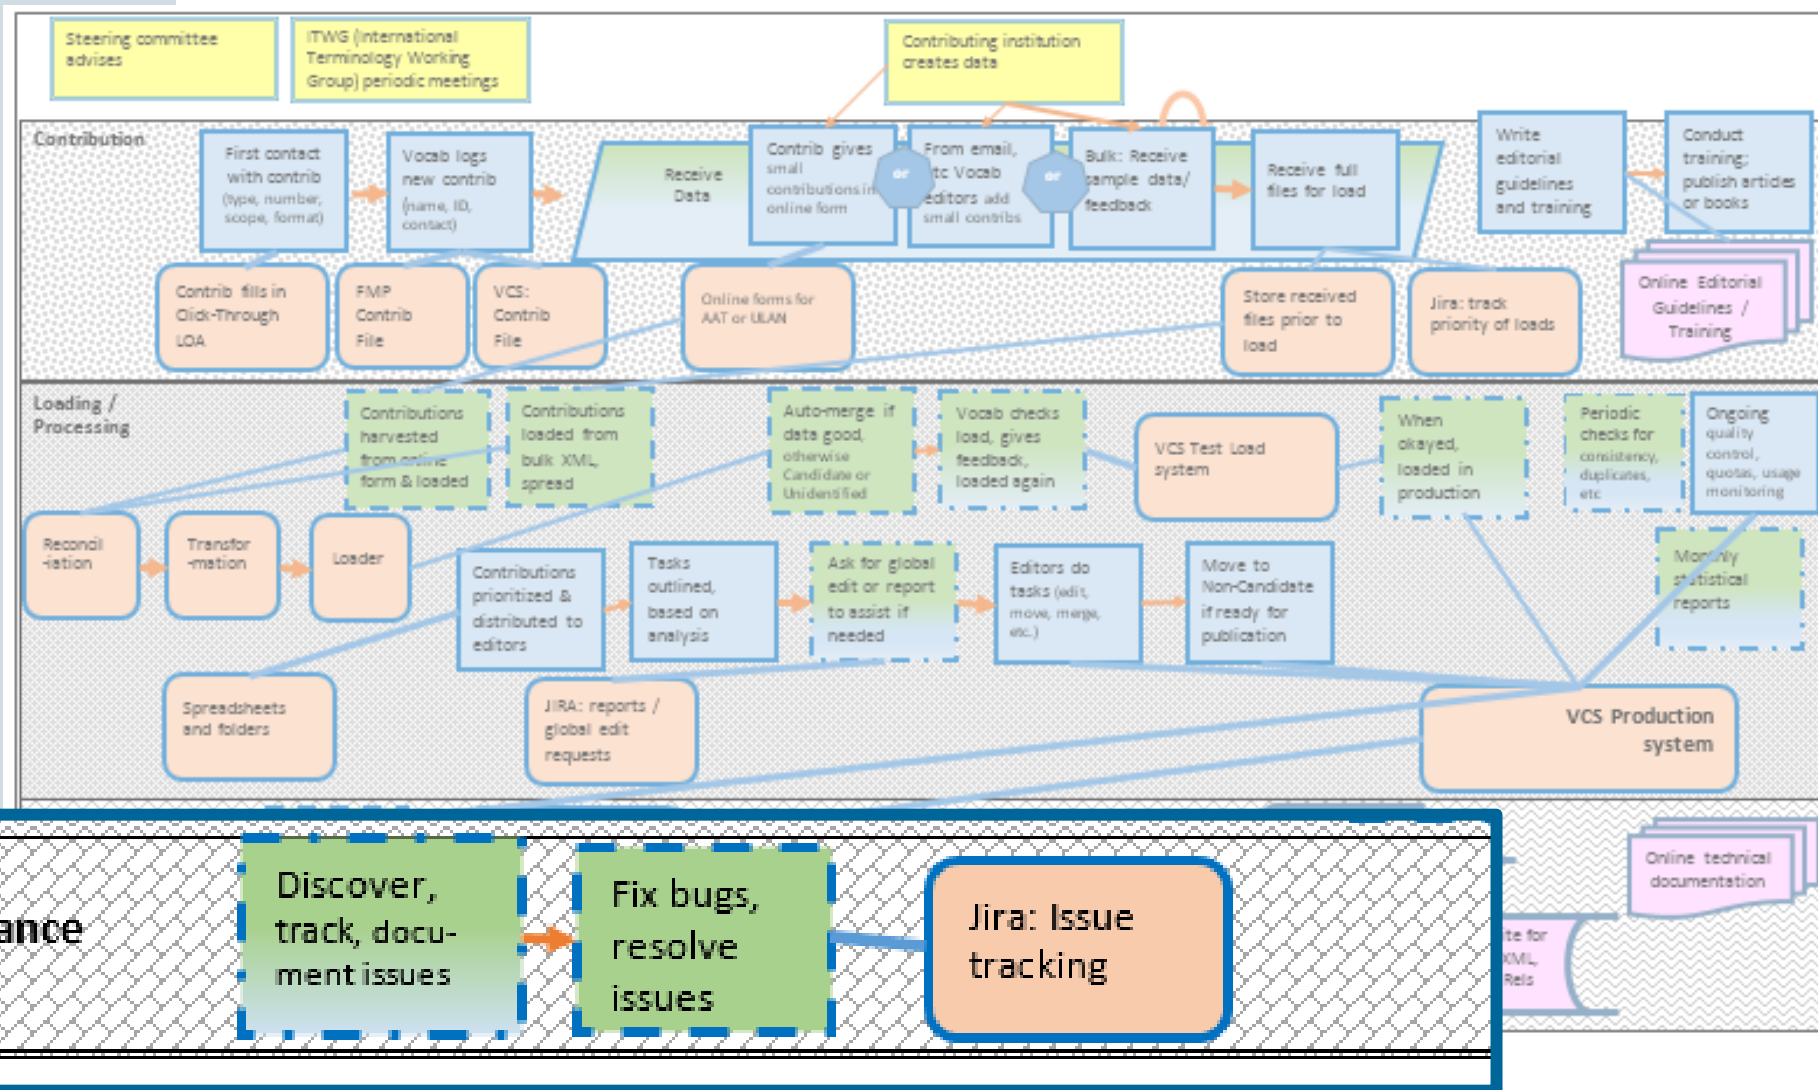 Steering committee
advises
ITWG (International
Terminology Working
Group) periodic meetings
Contributing institution
creates data
Contribution
First contact
with contrib
(type, number,
scope, format)
Vocab logs
new contrib
(name, ID,
contact)
Receive
Data
Contrib gives
small
contributions in
online form
or
From email,
etc Vocab
editors add
small contribs
or
Bulk: Receive
sample data/
feedback
Receive full
files for load
Write
editorial
guidelines
and training
Conduct
training;
publish articles
or books
Contrib fills in
Click-Through
LOA
FMP
Contrib
File
VCS:
Contrib
File
Online forms for
AAT or ULAN
Store received
files prior to
load
Jira: track
priority of loads
Online Editorial
Guidelines /
Training
Loading /
Processing
Contributions
harvested
from online
form & loaded
Contributions
loaded from
bulk XML,
spread
Auto-merge if
data good,
otherwise
Candidate or
Unidentified
Vocab checks
load, gives
feedback,
loaded again
VCS Test Load
system
When
okayed,
loaded in
production
Periodic
checks for
consistency,
duplicates,
etc
Ongoing
quality
control,
quotas, usage
monitoring
Reconcil
-iation
Transfor
-mation
Loader
Contributions
prioritized &
distributed to
editors
Tasks
outlined,
based on
analysis
Ask for global
edit or report
to assist if
needed
Editors do
tasks (edit,
move, merge,
etc.)
Move to
Non-Candidate
if ready for
publication
Monthly
statistical
reports
Spreadsheets
and folders
JIRA: reports /
global edit
requests
VCS Production
system
ance
Discover,
track, docu-
ment issues
Fix bugs,
resolve
issues
Jira: Issue
tracking
Online technical
documentation
ite for
XML,
Rels